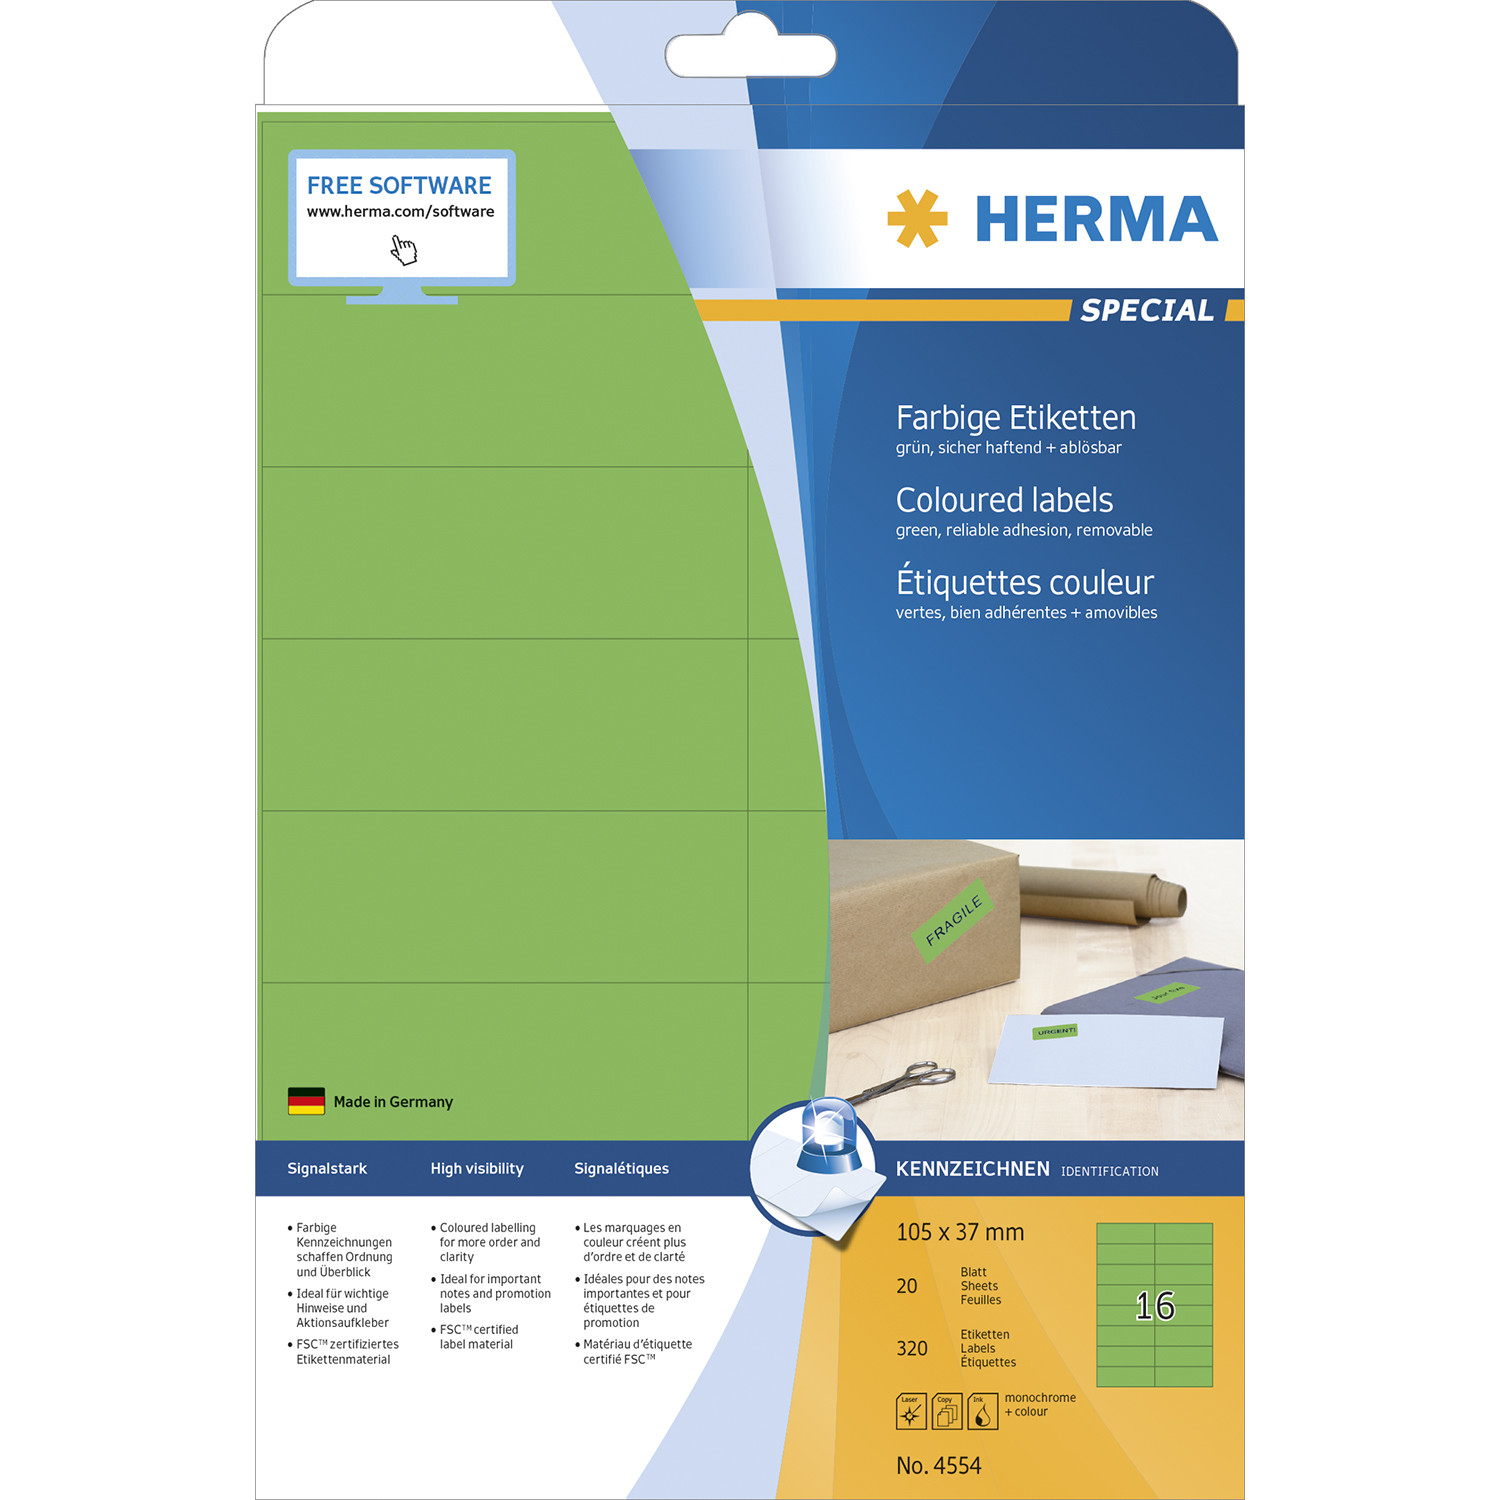 FREE SOFTWARE
www.herma.com/software
HERMA
SPECIAL
Farbige Etiketten
grün, sicher haftend + ablösbar
Coloured labels
green, reliable adhesion, removable
Étiquettes couleur
vertes, bien adhérentes + amovibles
FRAGILE
URGENT!
Made in Germany
Signalstark
High visibility
Signalétiques
KENNZEICHNEN IDENTIFICATION
• Farbige
Kennzeichnungen
schaffen Ordnung
und Überblick
• Ideal für wichtige
Hinweise und
Aktionsaufkleber
• FSC™ zertifiziertes
Etikettenmaterial
• Coloured labelling
for more order and
clarity
• Ideal for important
notes and promotion
labels
• FSC™ certified
label material
• Les marquages en
couleur créent plus
d'ordre et de clarté
• Idéales pour des notes
importantes et pour
étiquettes de
promotion
• Matériau d'étiquette
certifié FSC™
105 x 37 mm
20
Blatt
Sheets
Feuilles
320
Etiketten
Labels
Étiquettes
16
Laser
Copy
Ink
monochrome
+ colour
No. 4554